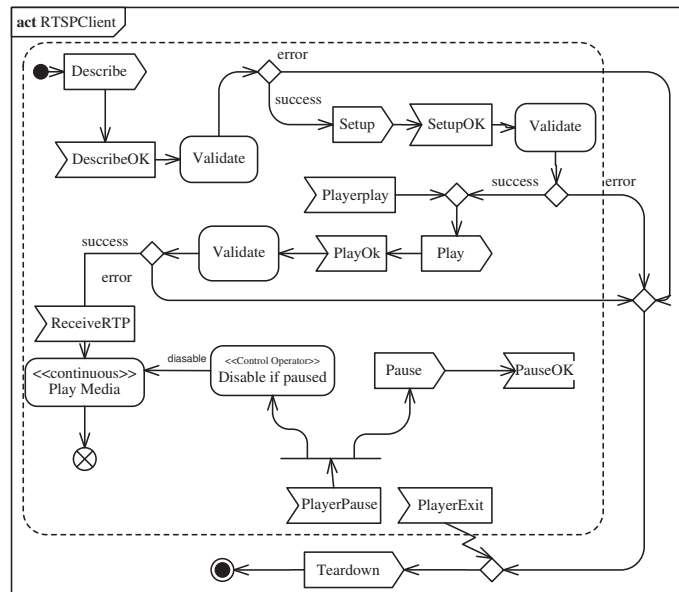 act RTSPClient
error
Describe
success
Setup
SetupOK
Validate
DescribeOK
Validate
Playerplay
success
error
success
Validate
PlayOk
Play
error
ReceiveRTP
<<continuous>>
Play Media
diasable
<<Control Operator>>
Disable if paused
Pause
PauseOK
PlayerPause
PlayerExit
Teardown